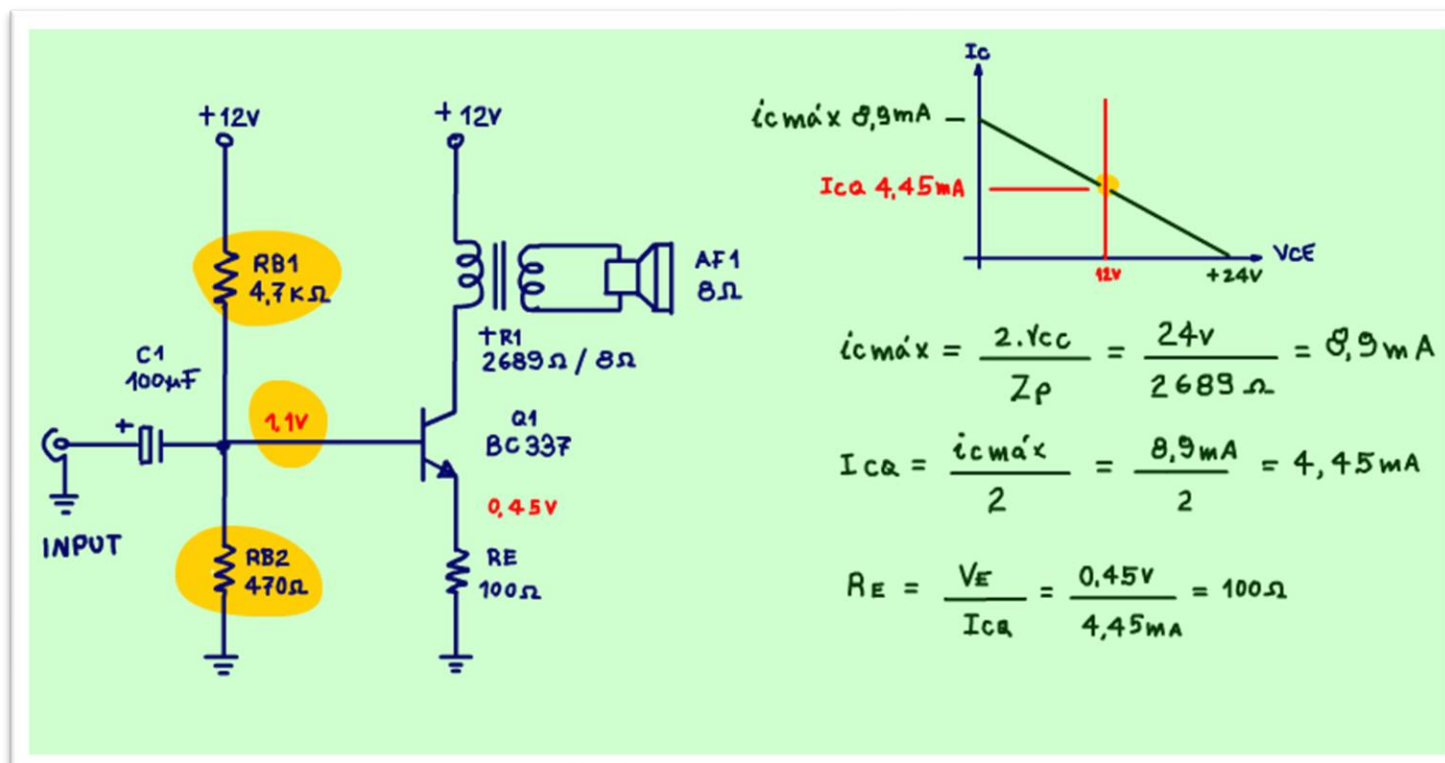 +12V
+12V
RB1
4,7KΩ
C1
100µF
+
1,1V
INPUT
RB2
470Ω
AF1
8Ω
TR1
2689Ω / 8Ω
Q1
BC337
0,45V
RE
100Ω
Ic
icmáx 8,9mA
IcQ 4,45mA
12V
+24V
VCE
icmáx = 2.Vcc / Zp = 24V / 2689Ω = 8,9mA
IcQ = icmáx / 2 = 8,9mA / 2 = 4,45mA
RE = VE / IcQ = 0,45V / 4,45mA = 100Ω